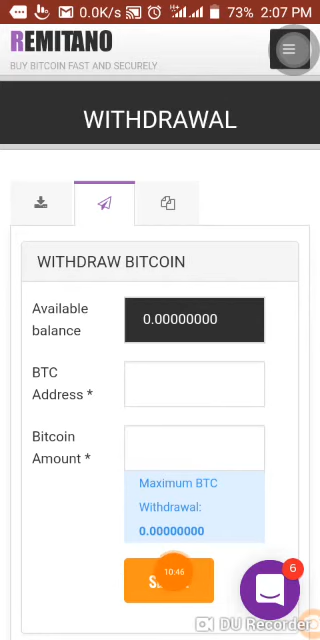 0.0K/s 73% 2:07 PM
REMITANO
BUY BITCOIN FAST AND SECURELY
WITHDRAWAL
WITHDRAW BITCOIN
Available
balance
0.00000000
BTC
Address *
Bitcoin
Amount *
Maximum BTC
Withdrawal:
0.00000000
10:46
6
DU Recorder